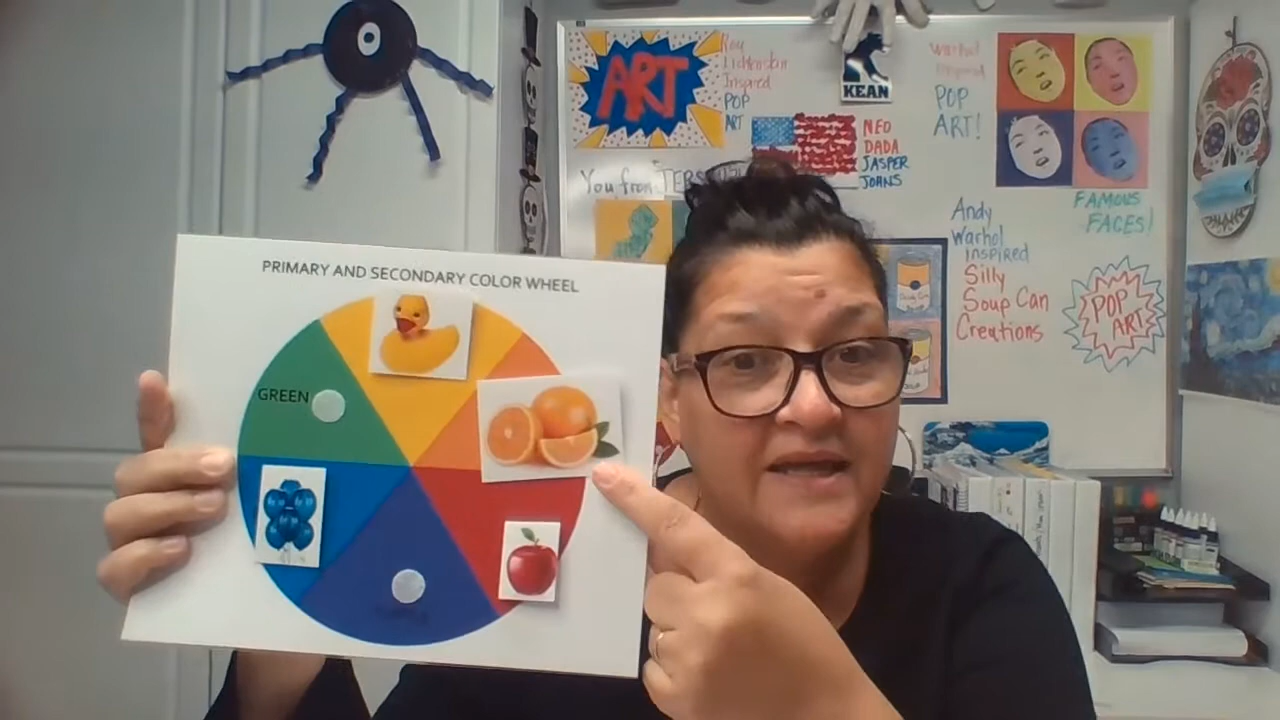 ART
Roy
Lichtenstein
Inspired
POP
ART
KEAN
NEO
DADA
JASPER
JOHNS
Warhol
Inspired
POP
ART!
FAMOUS
FACES!
You from JERSEY?
Andy
Warhol
INSPIRED
Silly
Soup Can
Creations
POP
ART
PRIMARY AND SECONDARY COLOR WHEEL
GREEN